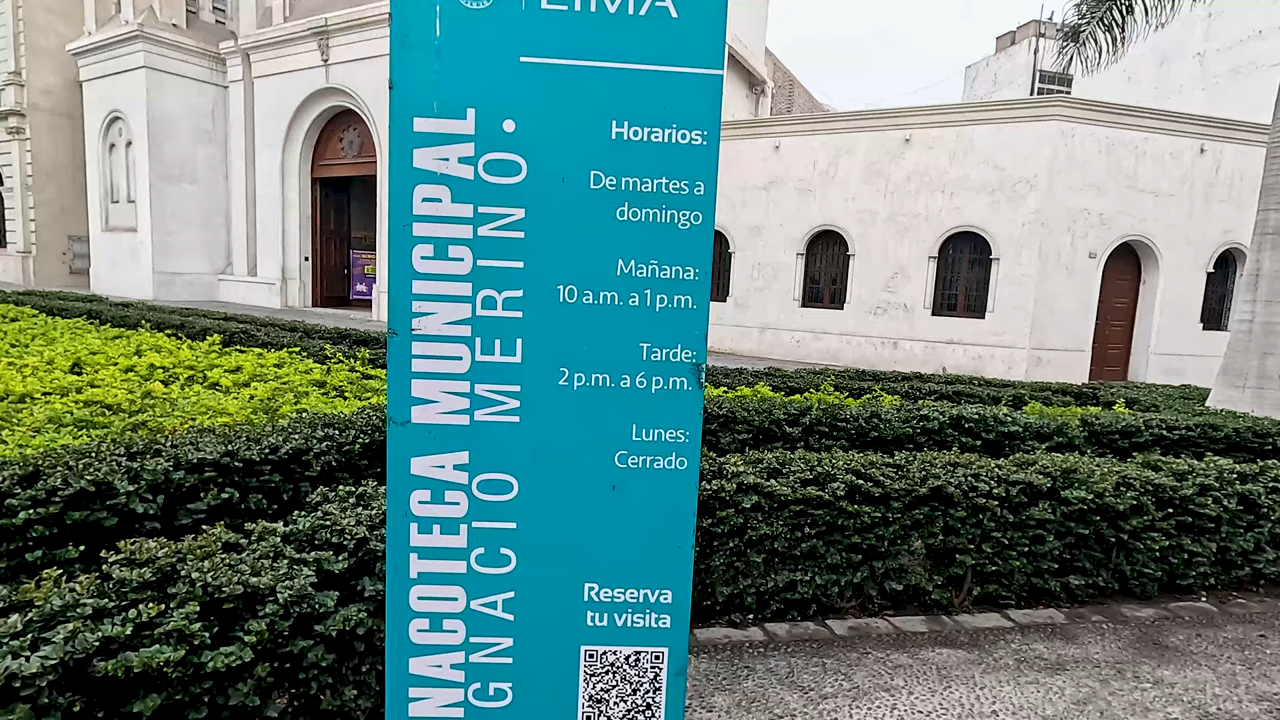 LIMA
NACOTECA MUNICIPAL
GNACIO MERINO.
Horarios:
De martes a
domingo
Mañana:
10 a.m. a 1 p.m.
Tarde:
2 p.m. a 6 p.m.
Lunes:
Cerrado
Reserva
tu visita